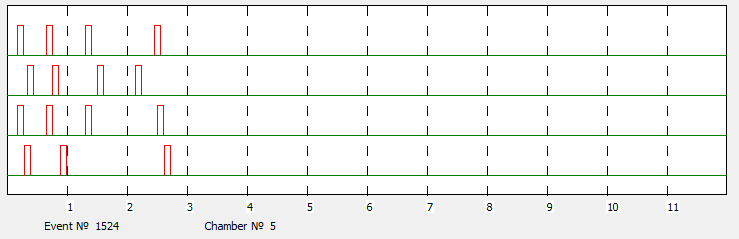 1 2 3 4 5 6 7 8 9 10 11
Event № 1524 Chamber № 5